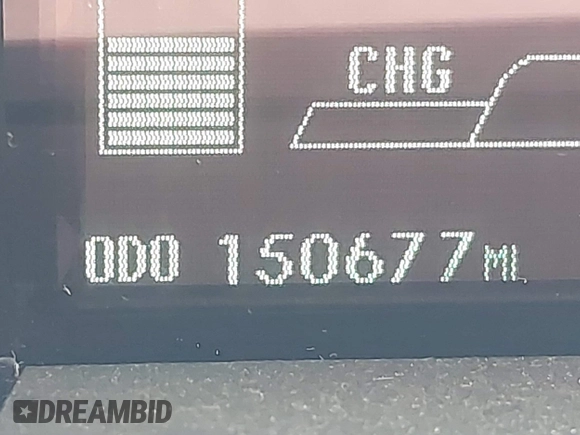 CHG
ODO 150677 ML
DREAMBID